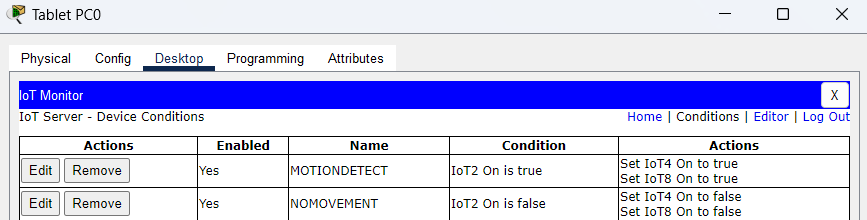 Tablet PC0
Physical Config Desktop Programming Attributes
IoT Monitor X
IoT Server - Device Conditions Home | Conditions | Editor | Log Out
Actions Enabled Name Condition Actions
Edit Remove Yes MOTIONDETECT IoT2 On is true Set IoT4 On to true
Set IoT8 On to true
Edit Remove Yes NOMOVEMENT IoT2 On is false Set IoT4 On to false
Set IoT8 On to false